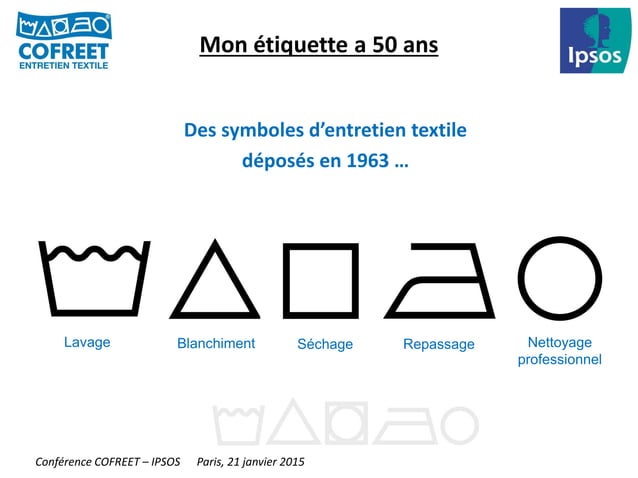 COFREET
ENTRETIEN TEXTILE
Mon étiquette a 50 ans
Ipsos
Des symboles d’entretien textile
déposés en 1963 …
Lavage
Blanchiment
Séchage
Repassage
Nettoyage
professionnel
Conférence COFREET – IPSOS Paris, 21 janvier 2015